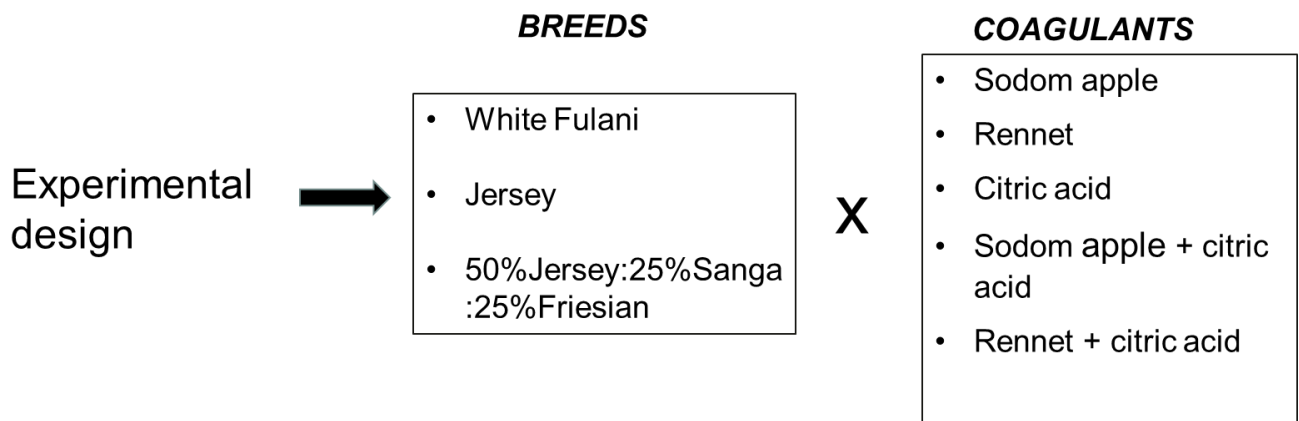 BREEDS
COAGULANTS
Experimental
design
• White Fulani
• Jersey
• 50%Jersey:25%Sanga
:25%Friesian
X
• Sodom apple
• Rennet
• Citric acid
• Sodom apple + citric
acid
• Rennet + citric acid